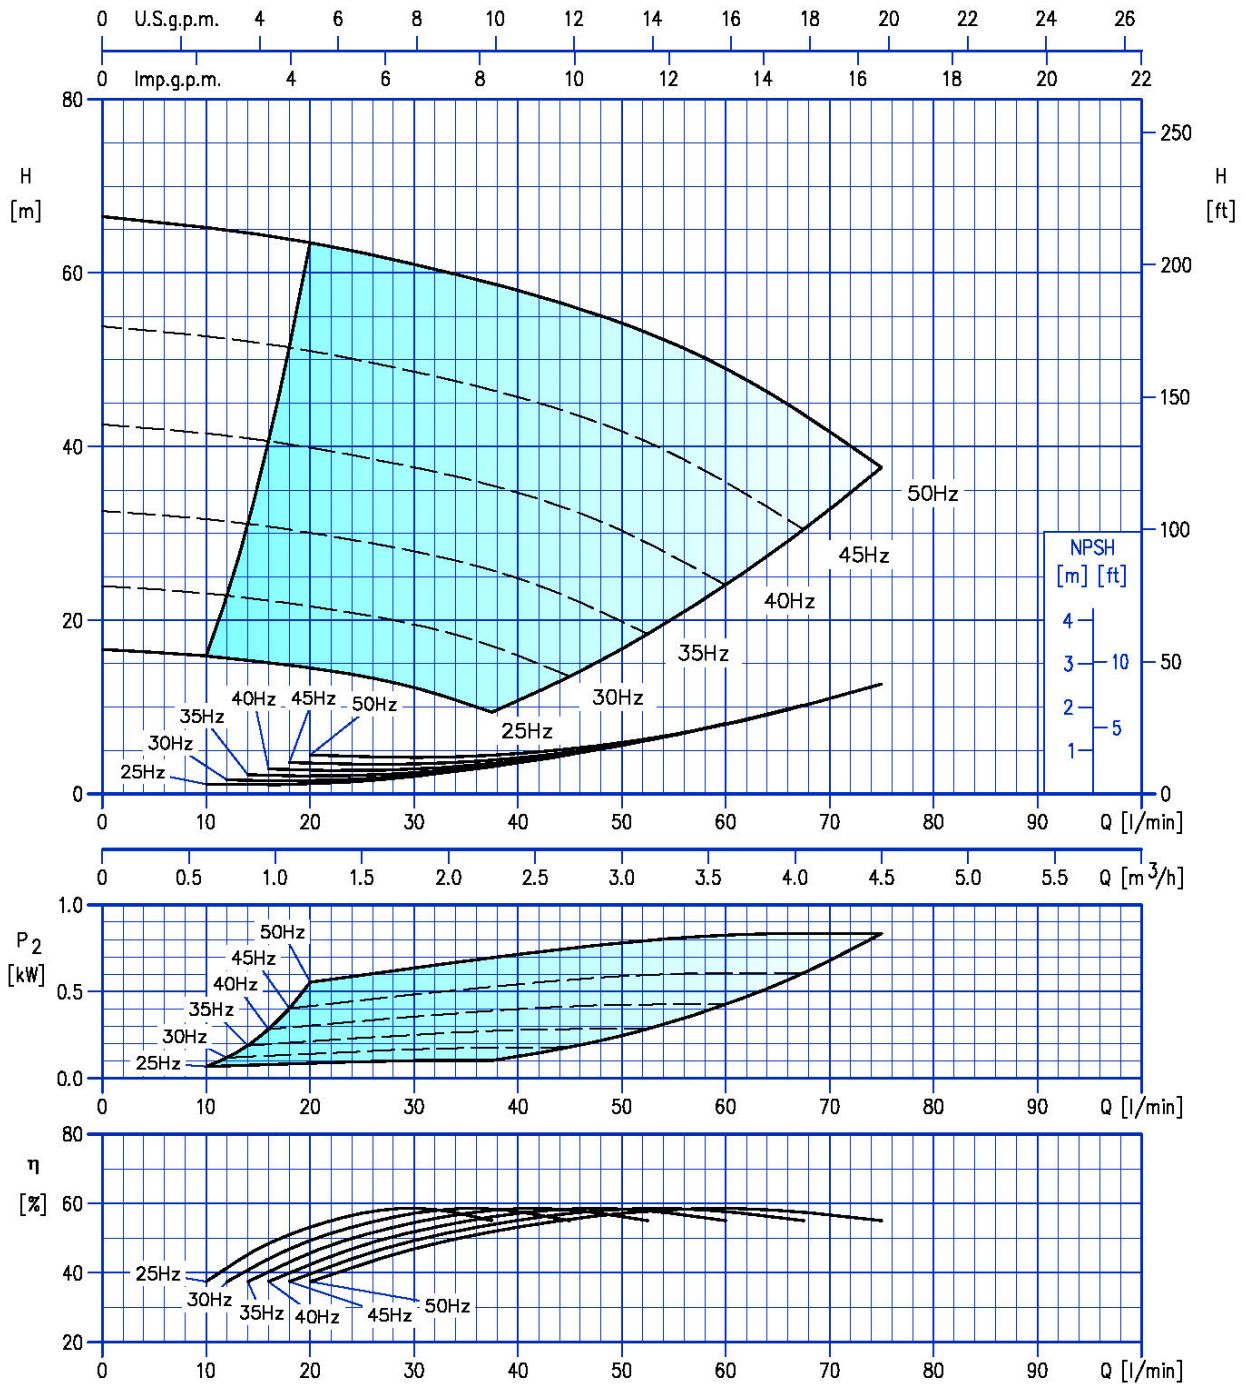 0 U.S.g.p.m. 4 6 8 10 12 14 16 18 20 22 24 26
0 Imp.g.p.m. 4 6 8 10 12 14 16 18 20 22
80 60 40 20 0
H
[m]
250 200 150 100 50 0
H
[ft]
50Hz
45Hz
40Hz
35Hz
30Hz
25Hz
NPSH
[m] [ft]
4
3 10
2
5
1
40Hz 45Hz 50Hz
35Hz
30Hz
25Hz
0 10 20 30 40 50 60 70 80 90 Q [l/min]
0 0.5 1.0 1.5 2.0 2.5 3.0 3.5 4.0 4.5 5.0 5.5 Q [m³/h]
1.0 0.5 0.0
P2
[kW]
50Hz
45Hz
40Hz
35Hz
30Hz
25Hz
0 10 20 30 40 50 60 70 80 90 Q [l/min]
80 60 40 20
η
[%]
25Hz
30Hz 35Hz 40Hz 45Hz 50Hz
0 10 20 30 40 50 60 70 80 90 Q [l/min]